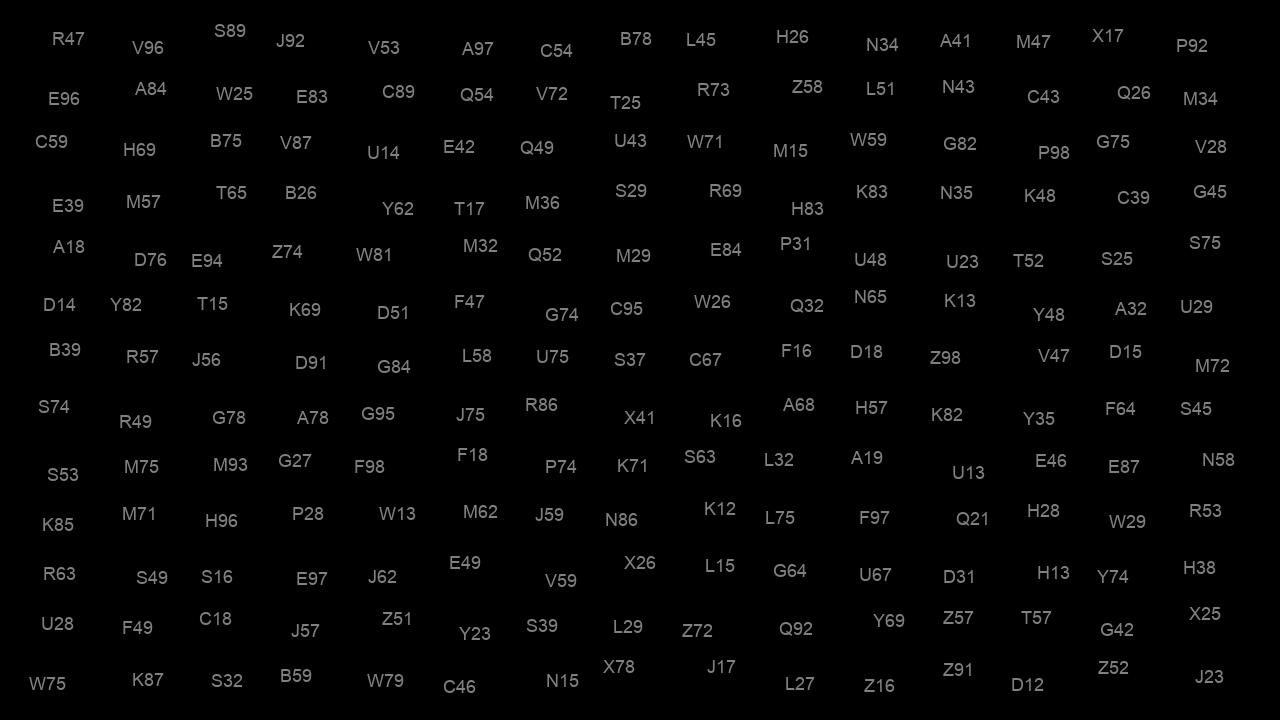 R47 V96 S89 J92 V53 A97 C54 B78 L45 H26 N34 A41 M47 X17 P92
E96 A84 W25 E83 C89 Q54 V72 T25 R73 Z58 L51 N43 C43 Q26 M34
C59 H69 B75 V87 U14 E42 Q49 U43 W71 M15 W59 G82 P98 G75 V28
E39 M57 T65 B26 Y62 T17 M36 S29 R69 H83 K83 N35 K48 C39 G45
A18 D76 E94 Z74 W81 M32 Q52 M29 E84 P31 U48 U23 T52 S25 S75
D14 Y82 T15 K69 D51 F47 G74 C95 W26 Q32 N65 K13 Y48 A32 U29
B39 R57 J56 D91 G84 L58 U75 S37 C67 F16 D18 Z98 V47 D15 M72
S74 R49 G78 A78 G95 J75 R86 X41 K16 A68 H57 K82 Y35 F64 S45
S53 M75 M93 G27 F98 F18 P74 K71 S63 L32 A19 U13 E46 E87 N58
K85 M71 H96 P28 W13 M62 J59 N86 K12 L75 F97 Q21 H28 W29 R53
R63 S49 S16 E97 J62 E49 V59 X26 L15 G64 U67 D31 H13 Y74 H38
U28 F49 C18 J57 Z51 Y23 S39 L29 Z72 Q92 Y69 Z57 T57 G42 X25
W75 K87 S32 B59 W79 C46 N15 X78 J17 L27 Z16 Z91 D12 Z52 J23